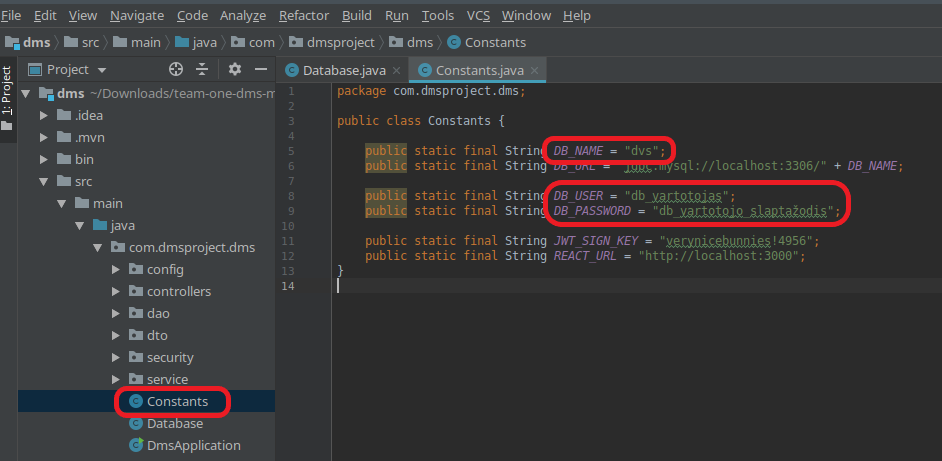 File Edit View Navigate Code Analyze Refactor Build Run Tools VCS Window Help
dms src main java com dmsproject dms Constants
1: Project
Project
Database.java Constants.java
dms ~/Downloads/team-one-dms-m
.idea
.mvn
bin
src
main
java
com.dmsproject.dms
config
controllers
dao
dto
security
service
Constants
Database
DmsApplication
1 package com.dmsproject.dms;
2
3 public class Constants {
4
5 public static final String DB_NAME = "dvs";
6 public static final String DB_URL = "jdbc:mysql://localhost:3306/" + DB_NAME;
7
8 public static final String DB_USER = "db_vartotojas";
9 public static final String DB_PASSWORD = "db_vartotojo_slaptažodis";
10
11 public static final String JWT_SIGN_KEY = "verynicebunnies!4956";
12 public static final String REACT_URL = "http://localhost:3000";
13 }
14